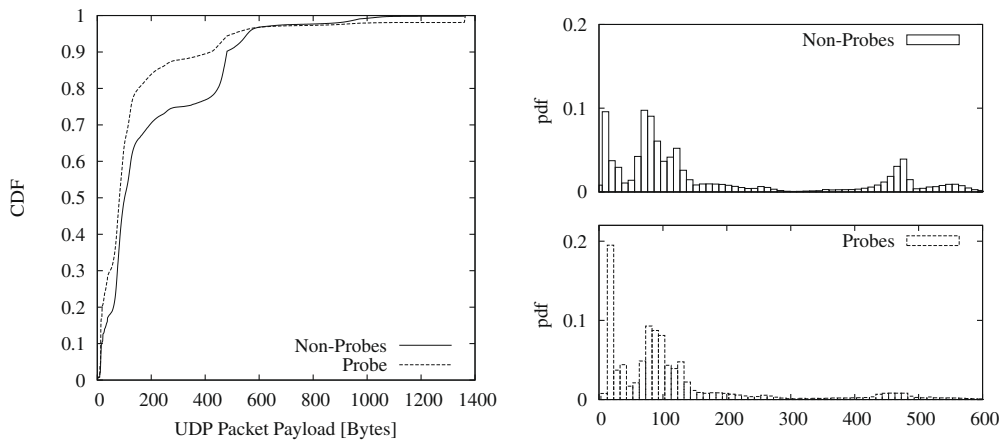 1
0.9
0.8
0.7
0.6
0.5
0.4
0.3
0.2
0.1
0
CDF
Non-Probes
Probe
0 200 400 600 800 1000 1200 1400
UDP Packet Payload [Bytes]
0.2
0.1
0
pdf
Non-Probes
0.2
0.1
0
pdf
Probes
0 100 200 300 400 500 600